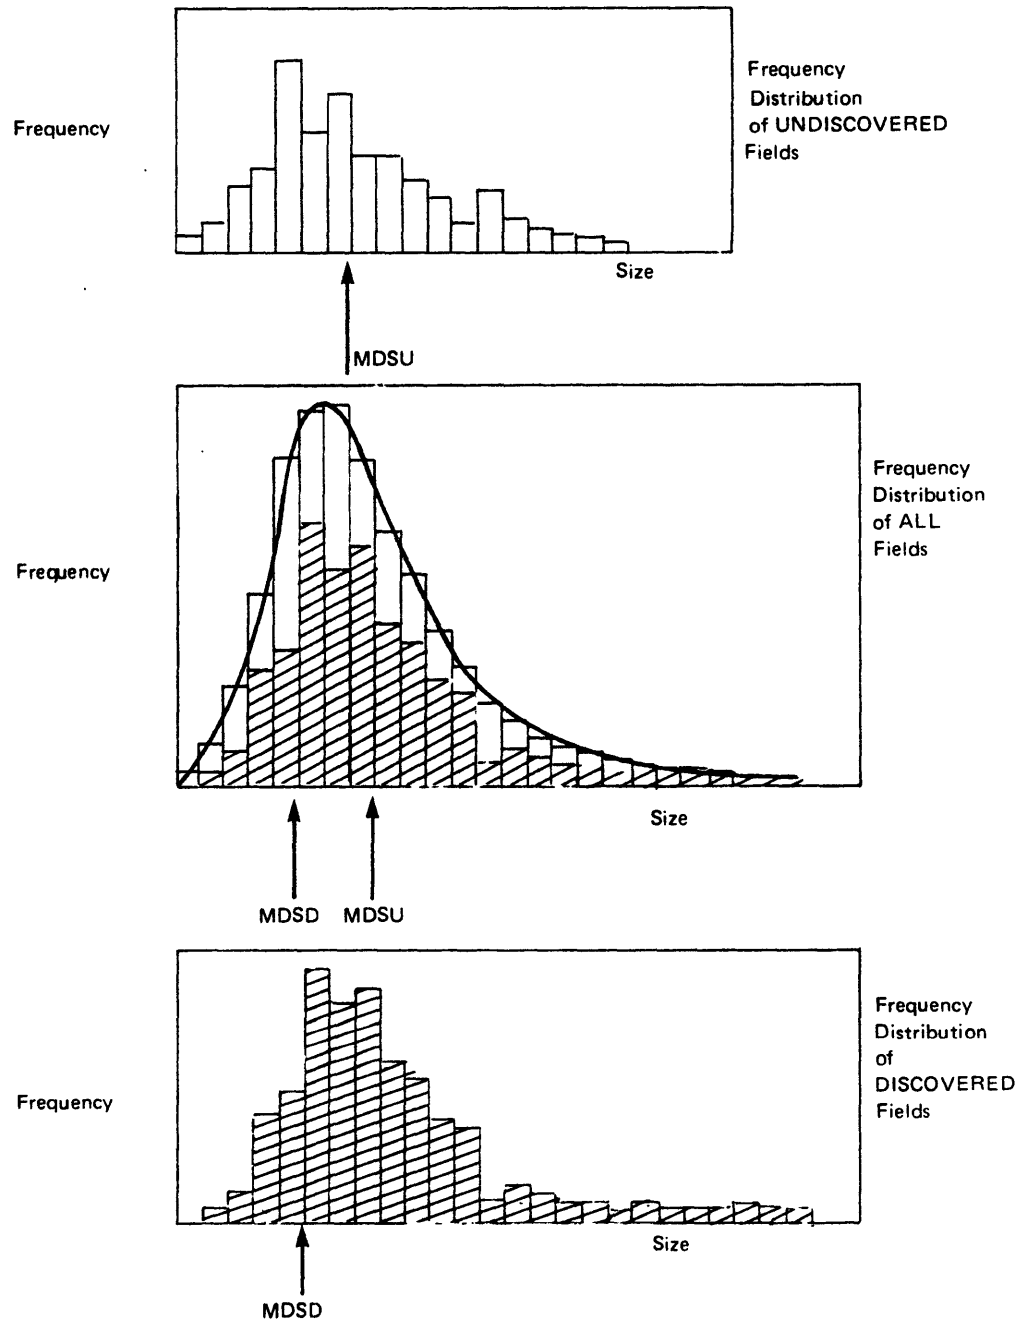 Frequency
Frequency
Distribution
of UNDISCOVERED
Fields
Size
MDSU
Frequency
Frequency
Distribution
of ALL
Fields
Size
MDSD MDSU
Frequency
Frequency
Distribution
of
DISCOVERED
Fields
Size
MDSD